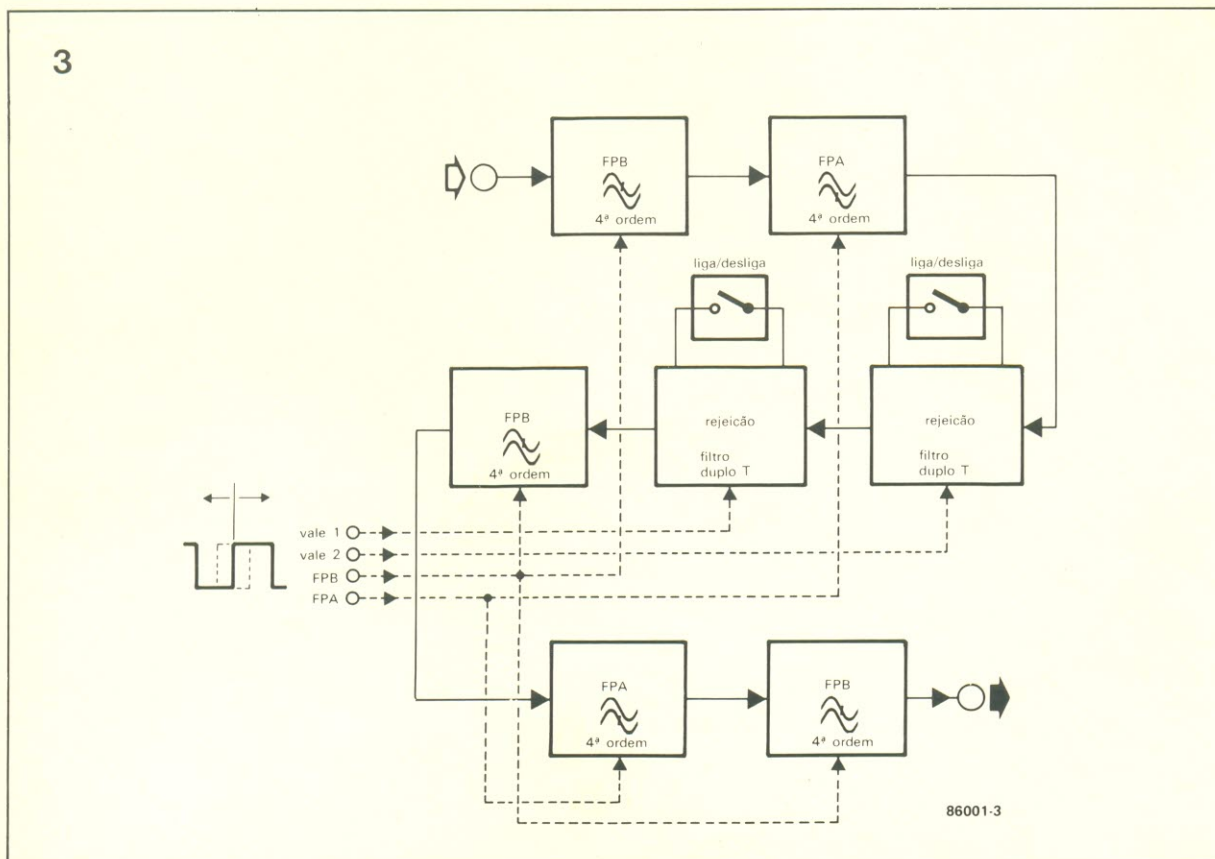 3
FPB
4ª ordem
FPA
4ª ordem
liga/desliga
liga/desliga
FPB
4ª ordem
rejeicão
filtro
duplo T
rejeicão
filtro
duplo T
vale 1
vale 2
FPB
FPA
FPA
4ª ordem
FPB
4ª ordem
86001-3